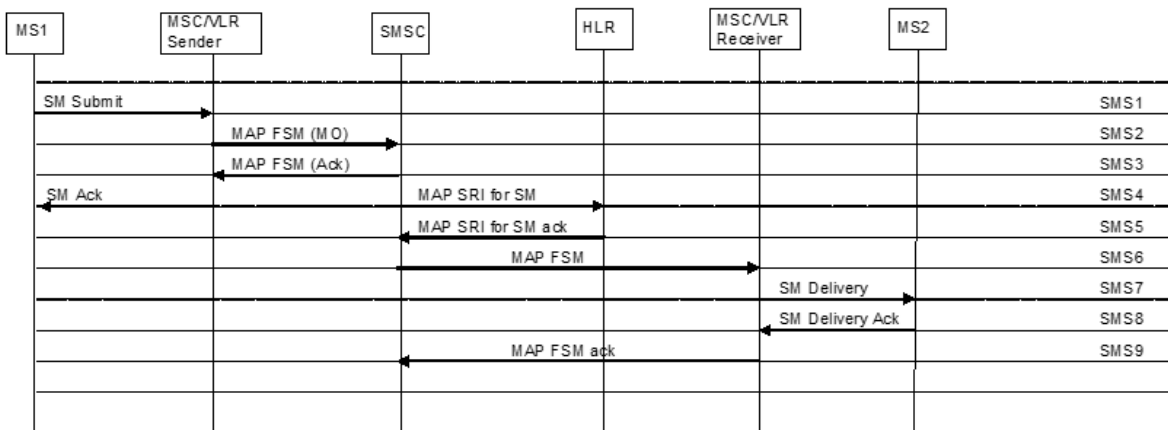 MS1
MSC/VLR
Sender
SMSC
HLR
MSC/VLR
Receiver
MS2
SM Submit
SMS1
MAP FSM (MO)
SMS2
MAP FSM (Ack)
SMS3
SM Ack
MAP SRI for SM
SMS4
MAP SRI for SM ack
SMS5
MAP FSM
SMS6
SM Delivery
SMS7
SM Delivery Ack
SMS8
MAP FSM ack
SMS9